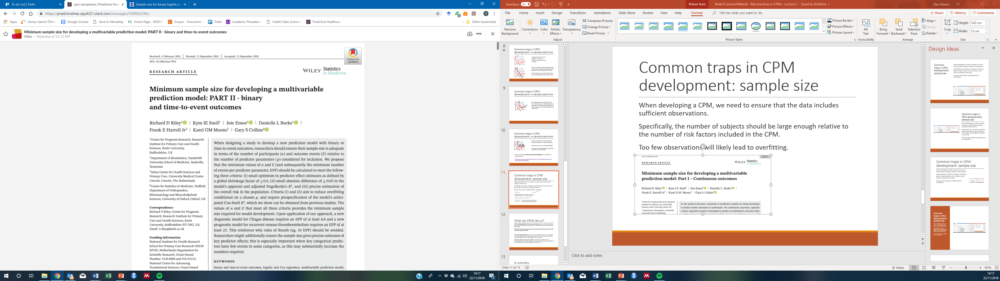 To-do List | Trello
cpm-samplesize | Predictive Heal
Sample size for binary logistic pr
https://predictivehea-qey4321.slack.com/messages/CE89QUSNL/
Apps
Library Search (The U
Google Scholar
Save to Mendeley
Home Page - MEDLI
Scopus - Document
Trello
Academic Phraseban
Health Data Science
Predictive Healthcare
Other bookmarks
Minimum sample size for developing a multivariable prediction model: PART II - binary and time-to-event outcomes
Mike
Yesterday at 11:12 AM
Received: 4 February 2018 | Revised: 13 September 2018 | Accepted: 13 September 2018
DOI: 10.1002/sim.7992
Check for
updates
RESEARCH ARTICLE
WILEY Statistics
in Medicine
Minimum sample size for developing a multivariable
prediction model: PART II - binary
and time-to-event outcomes
Richard D Riley1 | Kym IE Snell1 | Joie Ensor1 | Danielle L Burke1 |
Frank E Harrell Jr2 | Karel GM Moons3 | Gary S Collins4
1Centre for Prognosis Research, Research
Institute for Primary Care and Health
Sciences, Keele University,
Staffordshire, UK
2Department of Biostatistics, Vanderbilt
University School of Medicine, Nashville,
Tennessee
3Julius Centre for Health Sciences and
Primary Care, University Medical Centre
Utrecht, Utrecht, The Netherlands
4Centre for Statistics in Medicine, Nuffield
Department of Orthopaedics,
Rheumatology and Musculoskeletal
Sciences, University of Oxford, Oxford, UK
Correspondence
Richard D Riley, Centre for Prognosis
Research, Research Institute for Primary
Care and Health Sciences, Keele
University, Staffordshire ST5 5BG, UK.
Email: r.riley@keele.ac.uk
Funding information
National Institute for Health Research
School for Primary Care Research (NIHR
SPCR); Netherlands Organisation for
Scientific Research, Grant/Award
Number: 9120.8004 and 918.10.615;
National Centre for Advancing
Translational Sciences, Grant/Award
When designing a study to develop a new prediction model with binary or
time-to-event outcomes, researchers should ensure their sample size is adequate
in terms of the number of participants (n) and outcome events (E) relative to
the number of predictor parameters (p) considered for inclusion. We propose
that the minimum values of n and E (and subsequently the minimum number
of events per predictor parameter, EPP) should be calculated to meet the follow-
ing three criteria: (i) small optimism in predictor effect estimates as defined by
a global shrinkage factor of ≥0.9, (ii) small absolute difference of ≤ 0.05 in the
model's apparent and adjusted Nagelkerke's R2, and (iii) precise estimation of
the overall risk in the population. Criteria (i) and (ii) aim to reduce overfitting
conditional on a chosen p, and require prespecification of the model's antici-
pated Cox-Snell R2, which we show can be obtained from previous studies. The
values of n and E that meet all three criteria provides the minimum sample
size required for model development. Upon application of our approach, a new
diagnostic model for Chagas disease requires an EPP of at least 4.8 and a new
prognostic model for recurrent venous thromboembolism requires an EPP of at
least 23. This reinforces why rules of thumb (eg, 10 EPP) should be avoided.
Researchers might additionally ensure the sample size gives precise estimates of
key predictor effects; this is especially important when key categorical predic-
tors have few events in some categories, as this may substantially increase the
numbers required.
KEYWORDS
binary and time-to-event outcomes, logistic and Cox regression, multivariable prediction model,
14:17
22/11/2018
AutoSave On
Picture Tools
Week 6 Lecture Material - Best practices in CPMs - Lecture 2 - Saved to OneDrive
Glen Martin
File Home Insert Design Transitions Animations Slide Show Review View Help Format Tell me what you want to do
Share History Comments
Remove
Background
Corrections
Color
Artistic
Effects
Transparency
Compress Pictures
Change Picture
Reset Picture
Adjust
Picture Styles
Picture Border
Picture Effects
Picture Layout
Alt
Text
Accessibility
Bring
Forward
Send
Backward
Selection
Pane
Align
Group
Rotate
Arrange
Crop
Height: 5.63 cm
Width: 13 cm
Size
8
Common traps in CPM
development: in-sample optimism
9
Common traps in CPM
development: in-sample optimism
10
Common traps in CPM
development: in-sample optimism
11
Common traps in CPM
development: sample size
12
What can CPMs tell us?
13
In summary
Common traps in CPM
development: sample size
When developing a CPM, we need to ensure that the data includes
sufficient observations.
Specifically, the number of subjects should be large enough relative to
the number of risk factors included in the CPM.
Too few observations will likely lead to overfitting.
DOI: 10.1002/sim.7993
updates
RESEARCH ARTICLE
WILEY Statistics
in Medicine
Minimum sample size for developing a multivariable
prediction model: Part I – Continuous outcomes
Richard D. Riley1 | Kym I.E. Snell1 | Joie Ensor1 | Danielle L. Burke1 |
Frank E. Harrell Jr2 | Karel G.M. Moons3 | Gary S. Collins4
1Centre for Prognosis Research, Research
Institute for Primary Care and Health
Sciences, Keele University, Keele, UK
2 Department of Biostatistics, Vanderbilt
University School of Medicine,
In the medical literature, hundreds of prediction models are being developed
to predict health outcomes in individuals. For continuous outcomes, typically
a linear regression model is developed to predict an individual's outcome value
Click to add notes
Design Ideas
Common
traps in CPM
development:
sample size
Common traps in
CPM development:
sample size
Common traps in CPM
development: sample size
Common
traps in CPM
development:
sample size
Slide 11 of 13
Notes
107%
14:17
22/11/2018